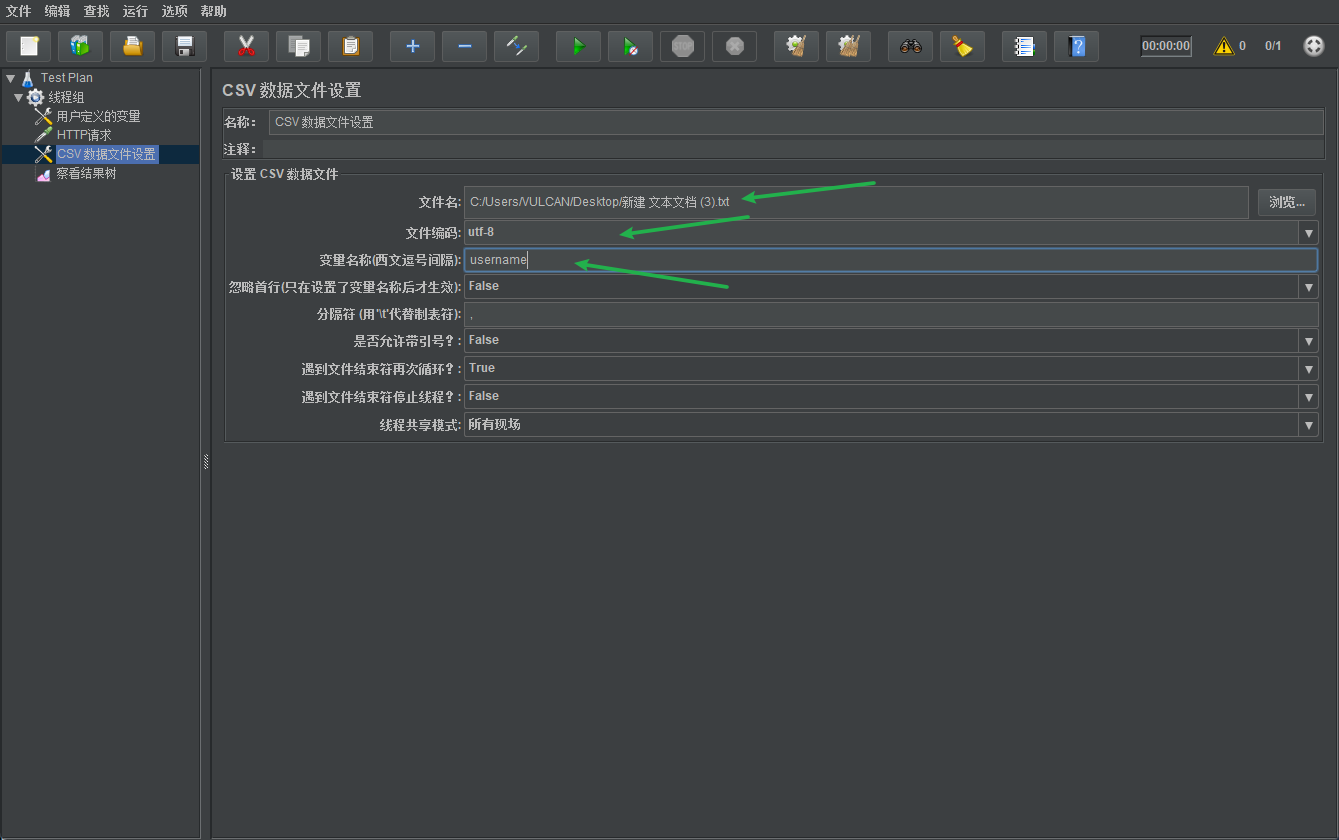 文件 编辑 查找 运行 选项 帮助
STOP
00:00:00 0 0/1
Test Plan
线程组
用户定义的变量
HTTP请求
CSV 数据文件设置
察看结果树
CSV 数据文件设置
名称： CSV 数据文件设置
注释：
设置 CSV 数据文件
文件名: C:/Users/VULCAN/Desktop/新建 文本文档 (3).txt 浏览...
文件编码: utf-8
变量名称(西文逗号间隔): username
忽略首行(只在设置了变量名称后才生效): False
分隔符 (用'\t'代替制表符): ,
是否允许带引号？: False
遇到文件结束符再次循环？: True
遇到文件结束符停止线程？: False
线程共享模式: 所有现场